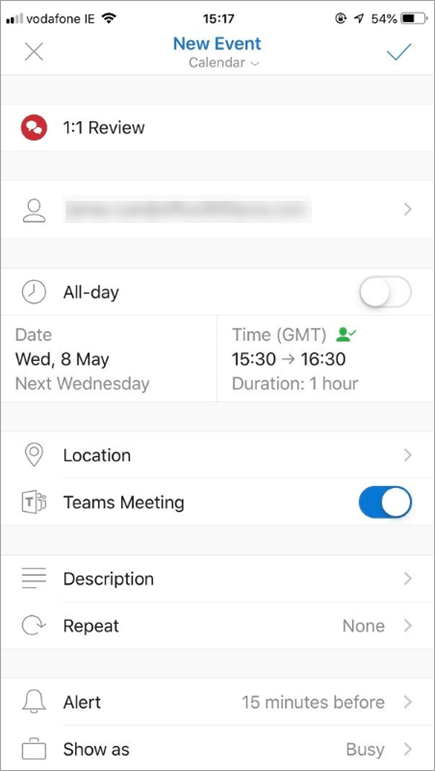 vodafone IE 15:17 54%
New Event
Calendar
1:1 Review
All-day
Date
Wed, 8 May
Next Wednesday
Time (GMT)
15:30 → 16:30
Duration: 1 hour
Location
Teams Meeting
Description
Repeat None
Alert 15 minutes before
Show as Busy